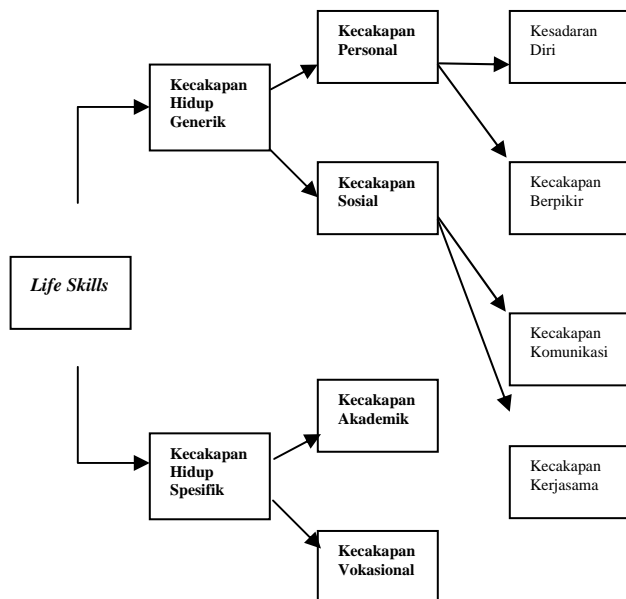 Kecakapan
Personal
Kesadaran
Diri
Kecakapan
Hidup
Generik
Kecakapan
Sosial
Kecakapan
Berpikir
Life Skills
Kecakapan
Komunikasi
Kecakapan
Akademik
Kecakapan
Hidup
Spesifik
Kecakapan
Kerjasama
Kecakapan
Vokasional